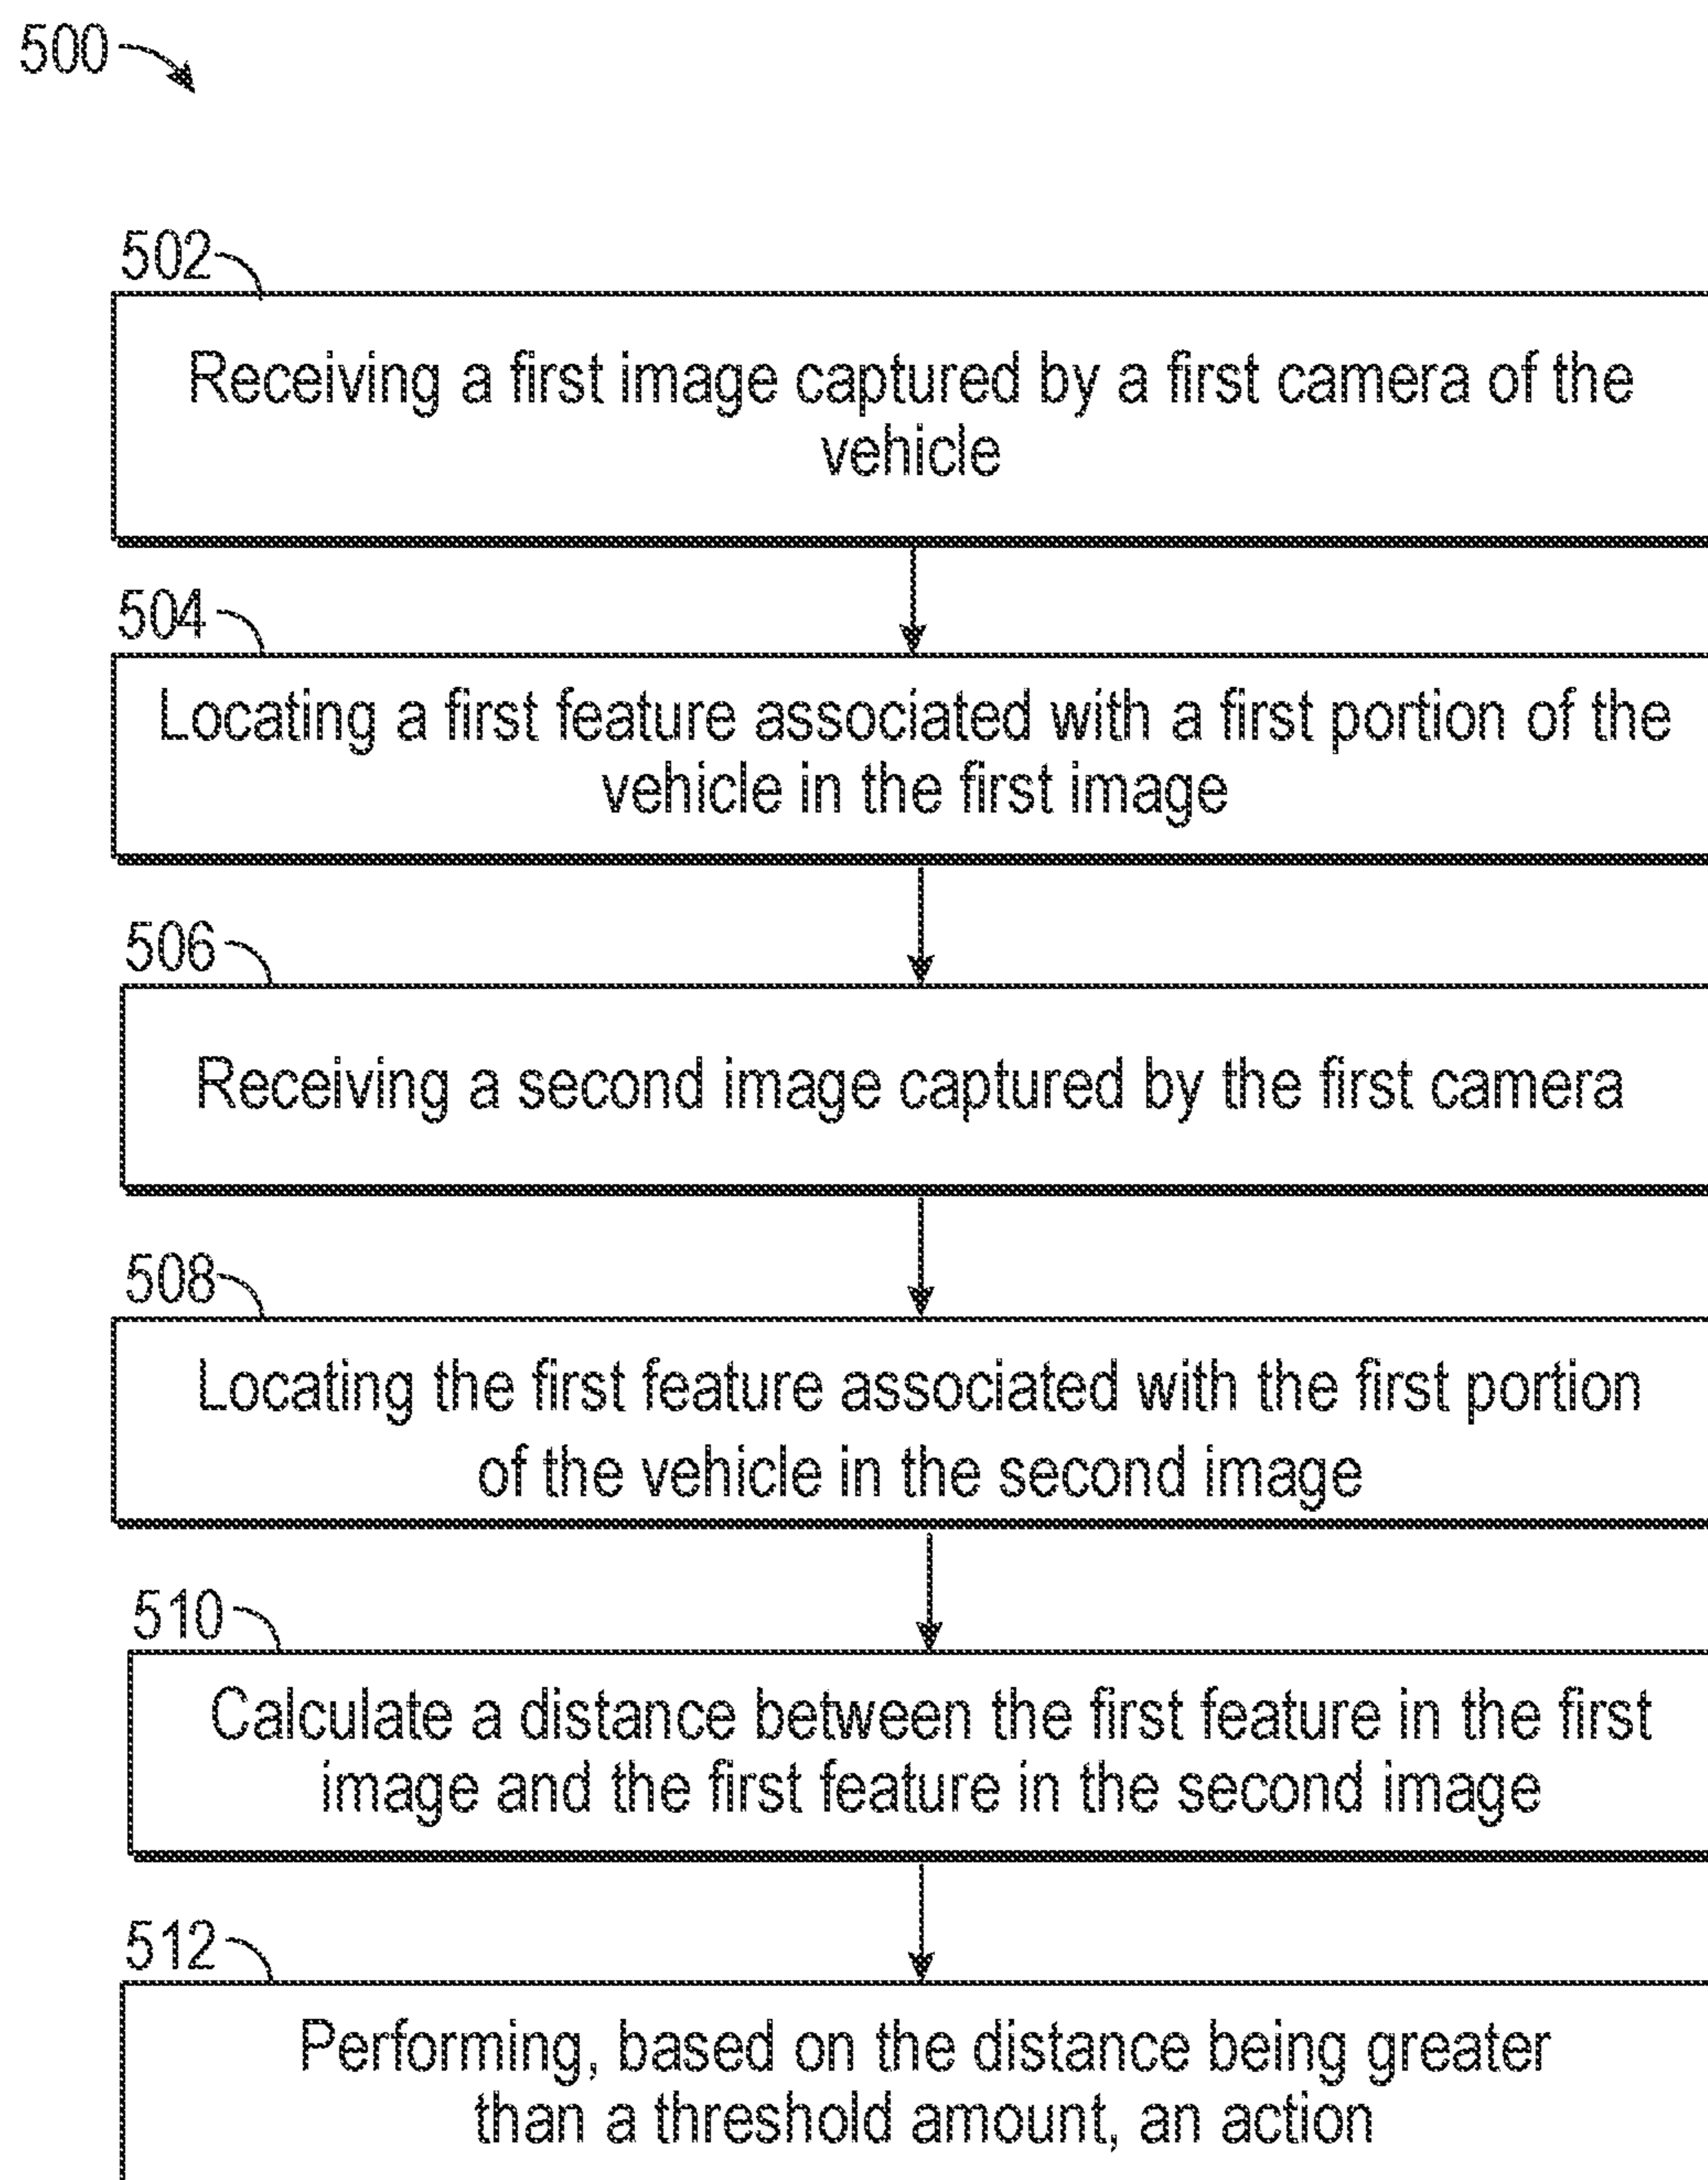 500
502
Receiving a first image captured by a first camera of the
vehicle
504
Locating a first feature associated with a first portion of the
vehicle in the first image
506
Receiving a second image captured by the first camera
508
Locating the first feature associated with the first portion
of the vehicle in the second image
510
Calculate a distance between the first feature in the first
image and the first feature in the second image
512
Performing, based on the distance being greater
than a threshold amount, an action